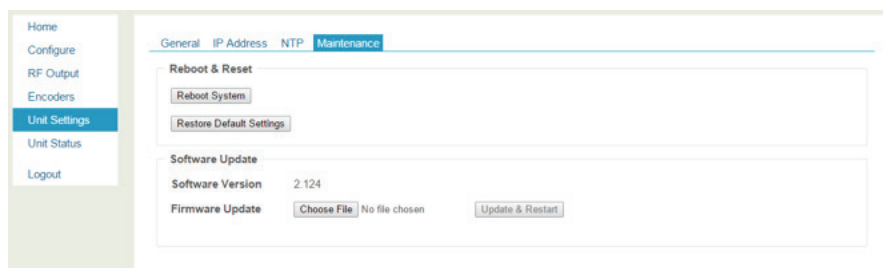 Home
Configure
RF Output
Encoders
Unit Settings
Unit Status
Logout
General IP Address NTP Maintenance
Reboot & Reset
Reboot System
Restore Default Settings
Software Update
Software Version 2.124
Firmware Update Choose File No file chosen Update & Restart